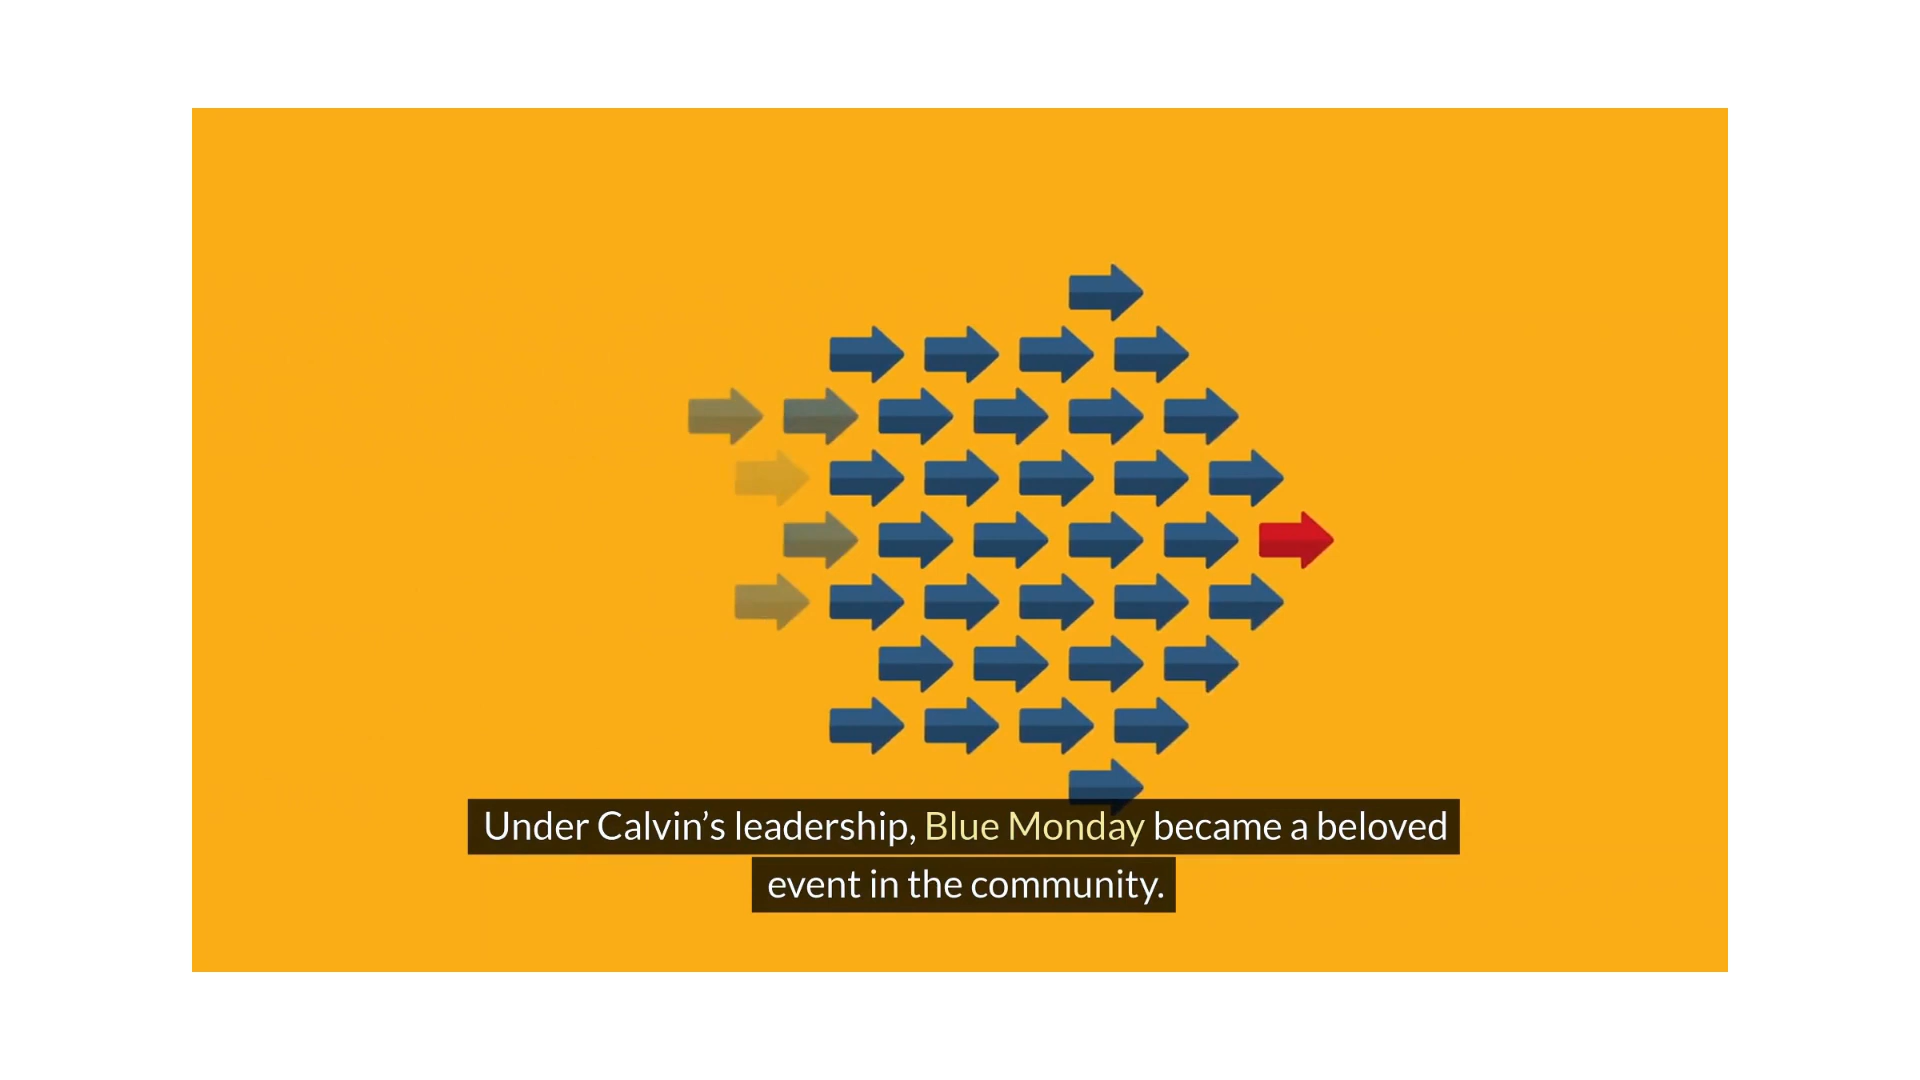 Under Calvin’s leadership, Blue Monday became a beloved
event in the community.